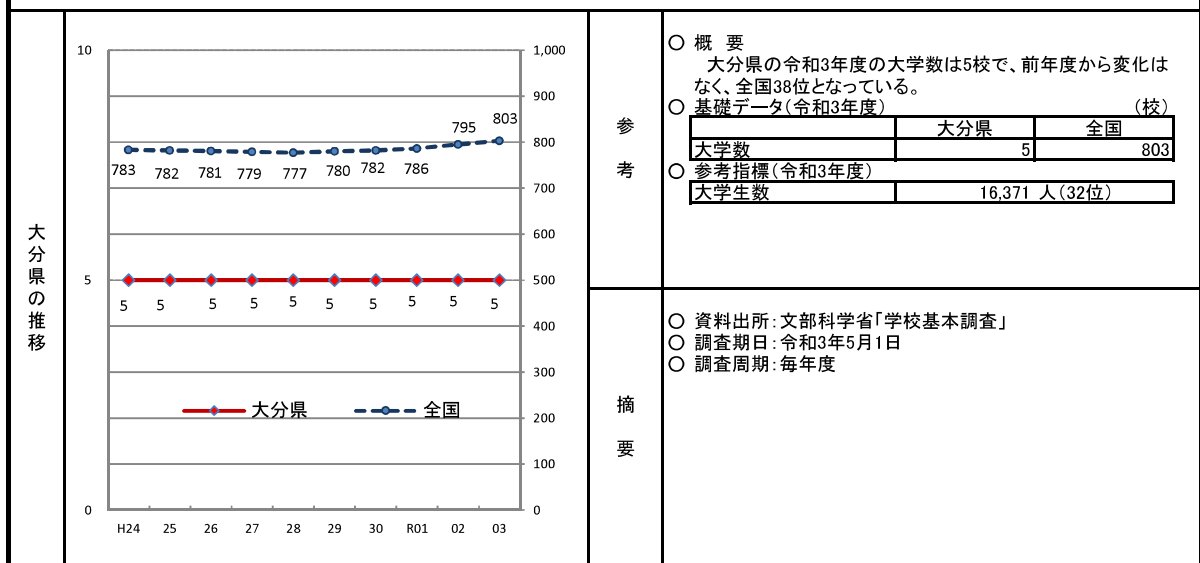 大分県の推移
10
5
0
1,000
900
800
700
600
500
400
300
200
100
0
783
782
781
779
777
780
782
786
795
803
5
5
5
5
5
5
5
5
5
5
大分県
全国
H24 25 26 27 28 29 30 R01 02 03
参考
○ 概 要
大分県の令和3年度の大学数は5校で、前年度から変化は
なく、全国38位となっている。
○ 基礎データ(令和3年度) (校)
大分県 全国
大学数 5 803
○ 参考指標(令和3年度)
大学生数 16,371 人(32位)
摘要
○ 資料出所:文部科学省「学校基本調査」
○ 調査期日:令和3年5月1日
○ 調査周期:毎年度